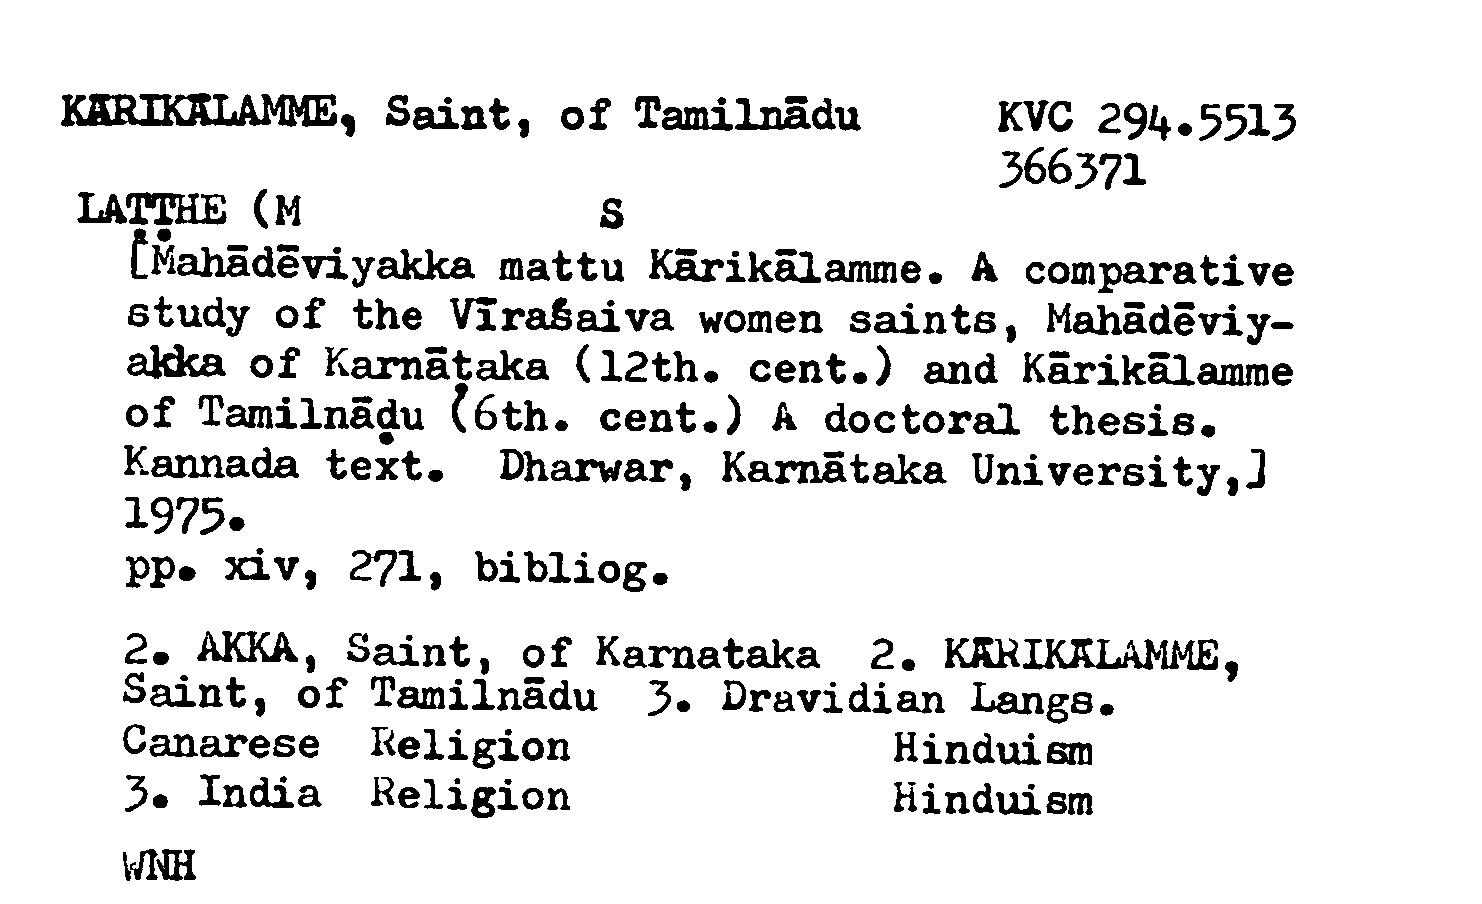 KĀRIKĀLAMME, Saint, of Tamilnādu KVC 294.5513
366371
LAṬṬHE (M S
[Mahādēviyakka mattu Kārikālamme. A comparative
study of the Vīraśaiva women saints, Mahādēviy-
akka of Karnāṭaka (12th. cent.) and Kārikālamme
of Tamilnāḍu (6th. cent.) A doctoral thesis.
Kannada text. Dharwar, Karnātaka University,]
1975.
pp. xiv, 271, bibliog.
2. AKKA, Saint, of Karnataka 2. KĀRIKĀLAMME,
Saint, of Tamilnādu 3. Dravidian Langs.
Canarese Religion Hinduism
3. India Religion Hinduism
WNH